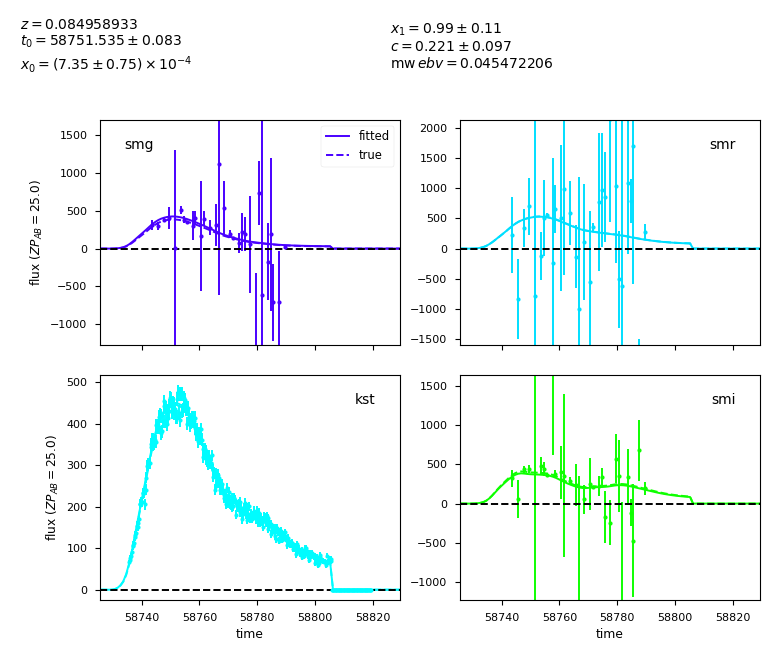 z = 0.084958933
t₀ = 58751.535 ± 0.083
x₀ = (7.35 ± 0.75) × 10⁻⁴
x₁ = 0.99 ± 0.11
c = 0.221 ± 0.097
mw ebv = 0.045472206
smg
fitted
true
1500
1000
500
0
−500
−1000
flux (ZP_AB = 25.0)
smr
2000
1500
1000
500
0
−500
−1000
−1500
kst
500
400
300
200
100
0
flux (ZP_AB = 25.0)
58740 58760 58780 58800 58820
time
smi
1500
1000
500
0
−500
−1000
58740 58760 58780 58800 58820
time